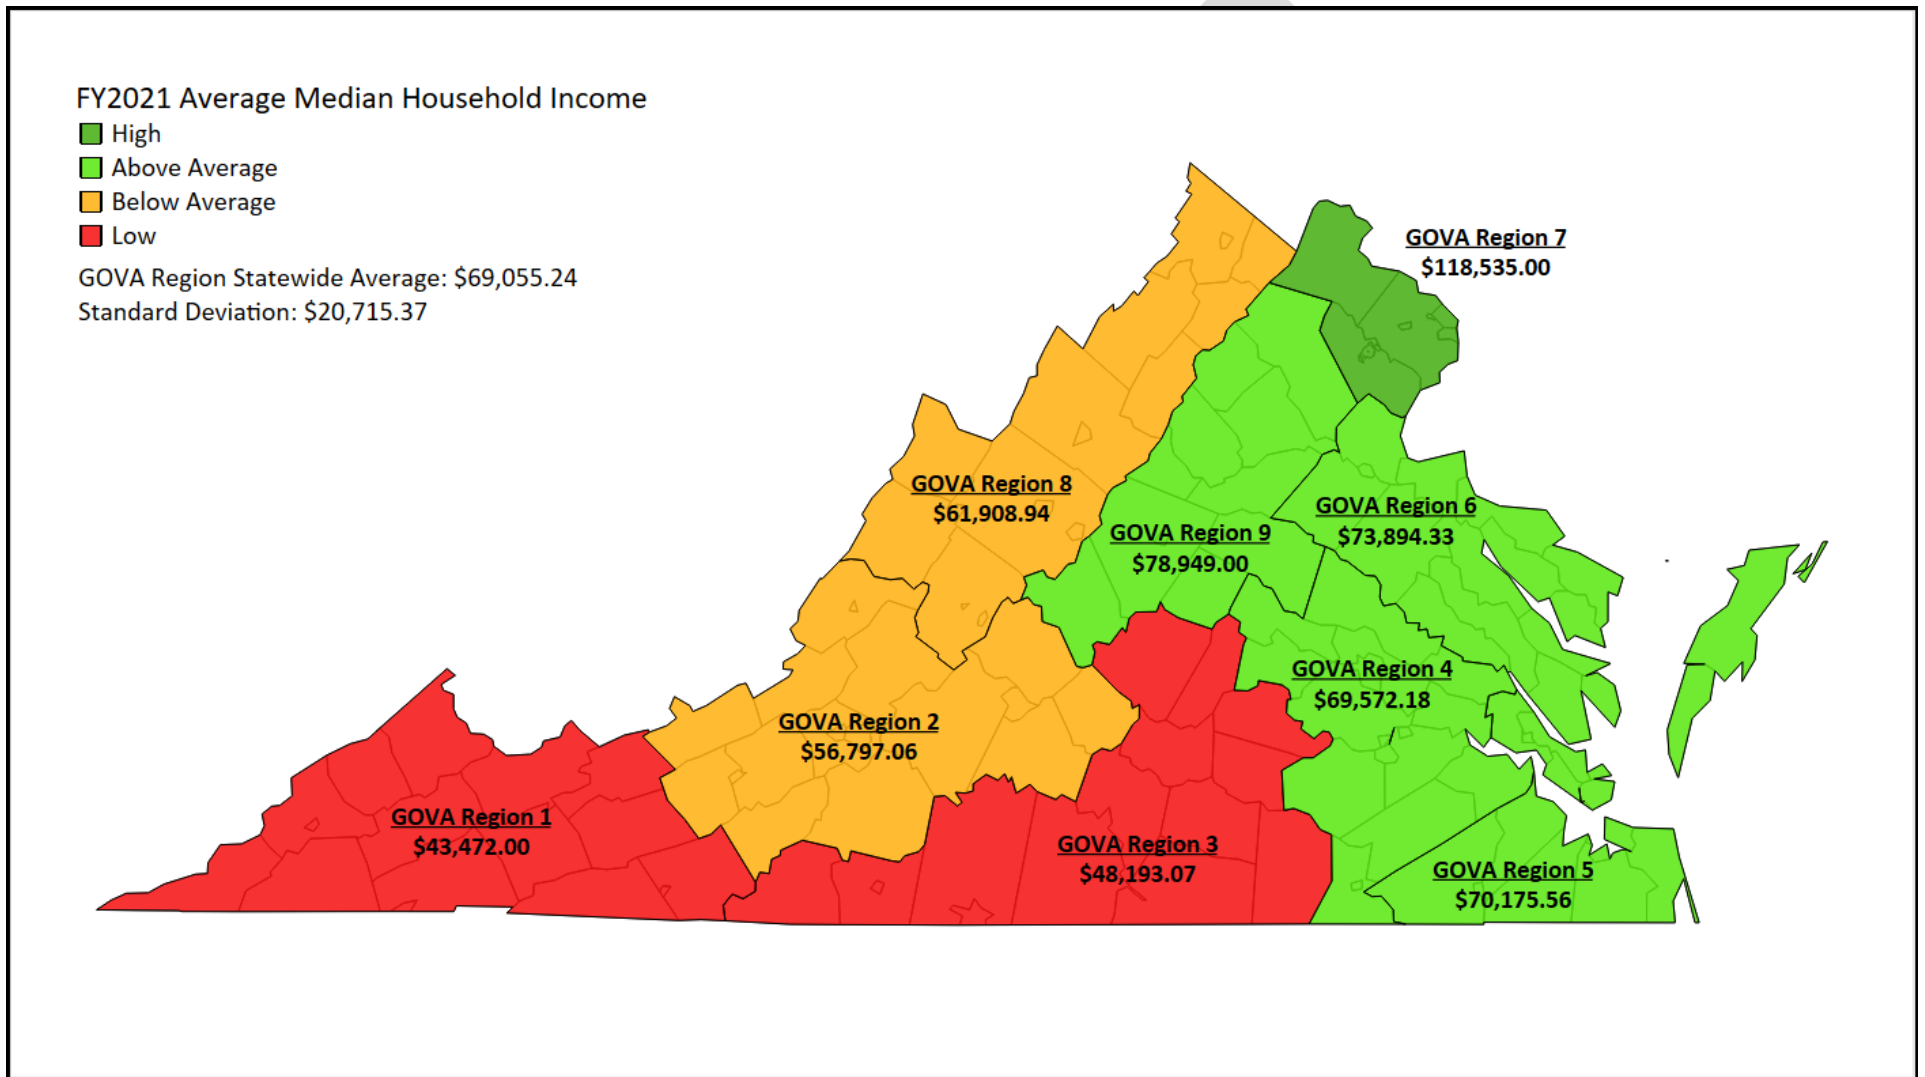 FY2021 Average Median Household Income
High
Above Average
Below Average
Low
GOVA Region Statewide Average: $69,055.24
Standard Deviation: $20,715.37
GOVA Region 7
$118,535.00
GOVA Region 8
$61,908.94
GOVA Region 6
$73,894.33
GOVA Region 9
$78,949.00
GOVA Region 4
$69,572.18
GOVA Region 2
$56,797.06
GOVA Region 1
$43,472.00
GOVA Region 3
$48,193.07
GOVA Region 5
$70,175.56